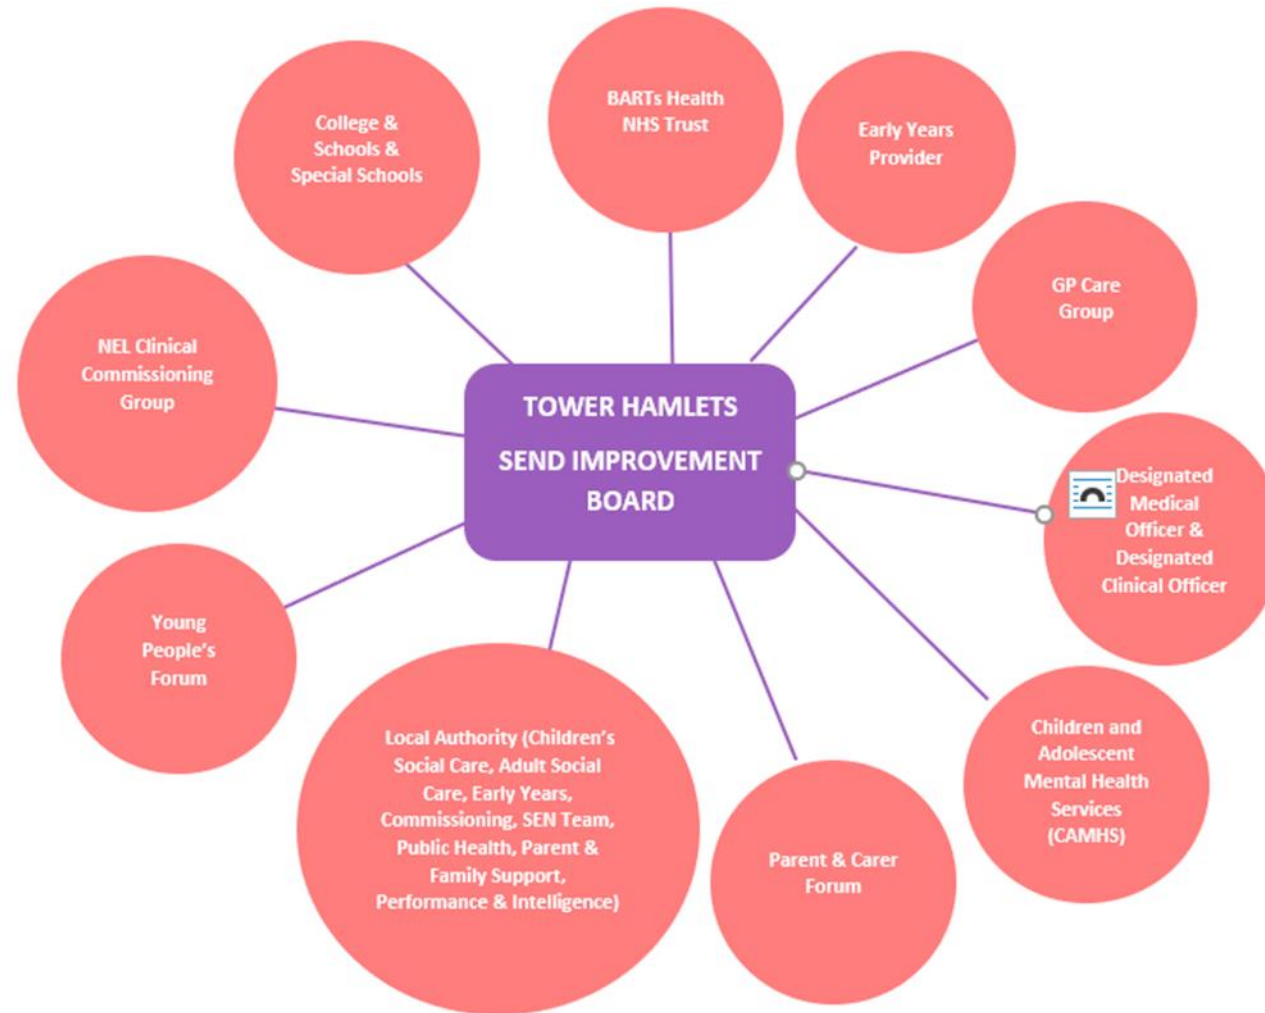 BARTs Health
NHS Trust
College &
Schools &
Special Schools
Early Years
Provider
GP Care
Group
NEL Clinical
Commissioning
Group
TOWER HAMLETS
SEND IMPROVEMENT
BOARD
Designated
Medical
Officer &
Designated
Clinical Officer
Young
People's
Forum
Local Authority (Children's
Social Care, Adult Social
Care, Early Years,
Commissioning, SEN Team,
Public Health, Parent &
Family Support,
Performance & Intelligence)
Children and
Adolescent
Mental Health
Services
(CAMHS)
Parent & Carer
Forum